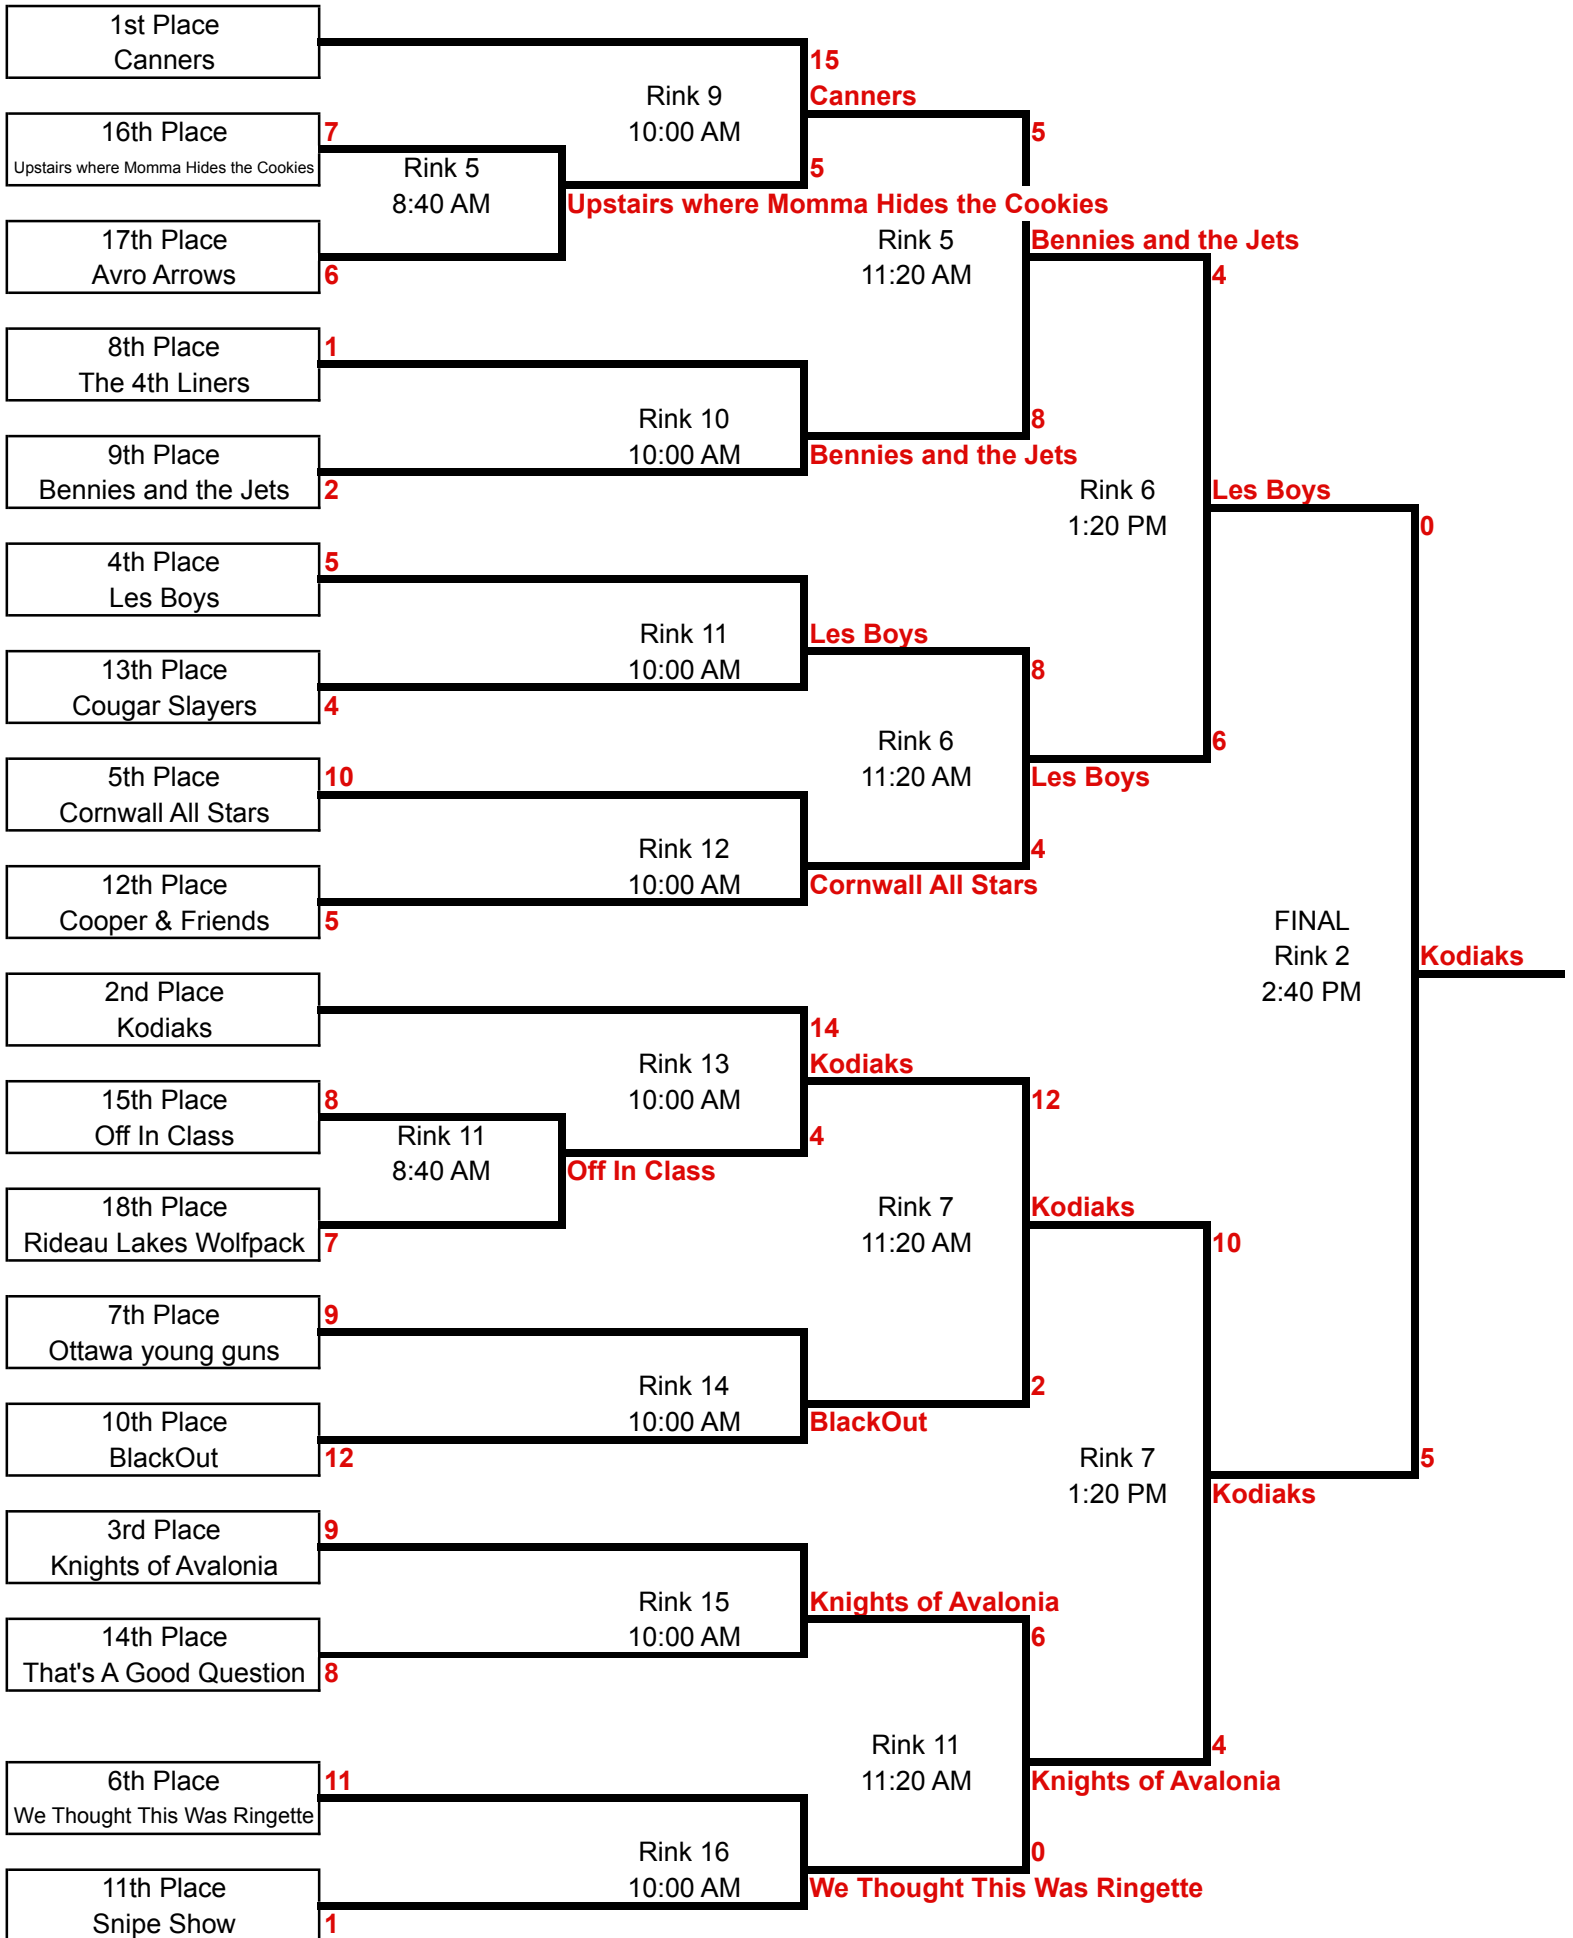 1st Place
Canners
15
Rink 9
Canners
16th Place
7
10:00 AM
5
Upstairs where Momma Hides the Cookies
Rink 5
5
8:40 AM
Upstairs where Momma Hides the Cookies
17th Place
Rink 5
Bennies and the Jets
Avro Arrows
6
11:20 AM
4
8th Place
1
The 4th Liners
Rink 10
8
9th Place
10:00 AM
Bennies and the Jets
Bennies and the Jets
2
Rink 6
Les Boys
1:20 PM
0
4th Place
5
Les Boys
Rink 11
Les Boys
13th Place
10:00 AM
8
Cougar Slayers
4
Rink 6
6
5th Place
10
11:20 AM
Les Boys
Cornwall All Stars
Rink 12
4
12th Place
10:00 AM
Cornwall All Stars
Cooper & Friends
5
FINAL
Rink 2
Kodiaks
2nd Place
2:40 PM
Kodiaks
14
Rink 13
Kodiaks
15th Place
8
10:00 AM
12
Off In Class
Rink 11
4
8:40 AM
Off In Class
18th Place
Rink 7
Kodiaks
Rideau Lakes Wolfpack
7
11:20 AM
10
7th Place
9
Ottawa young guns
Rink 14
2
10th Place
10:00 AM
BlackOut
BlackOut
12
Rink 7
5
1:20 PM
Kodiaks
3rd Place
9
Knights of Avalonia
Rink 15
Knights of Avalonia
14th Place
10:00 AM
6
That's A Good Question
8
Rink 11
4
6th Place
11
11:20 AM
Knights of Avalonia
We Thought This Was Ringette
Rink 16
0
11th Place
10:00 AM
We Thought This Was Ringette
Snipe Show
1